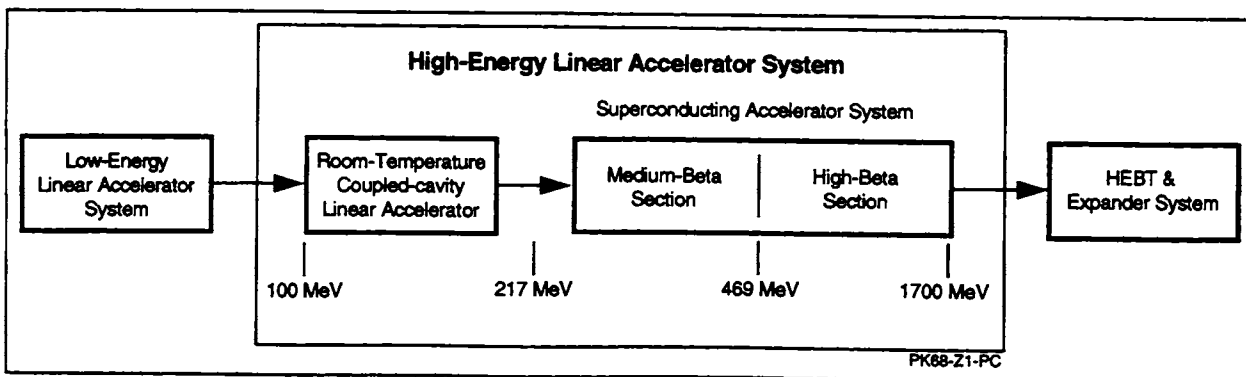 High-Energy Linear Accelerator System
Superconducting Accelerator System
Low-Energy
Linear Accelerator
System
Room-Temperature
Coupled-cavity
Linear Accelerator
Medium-Beta
Section
High-Beta
Section
HEBT &
Expander System
100 MeV
217 MeV
469 MeV
1700 MeV
PK68-Z1-PC